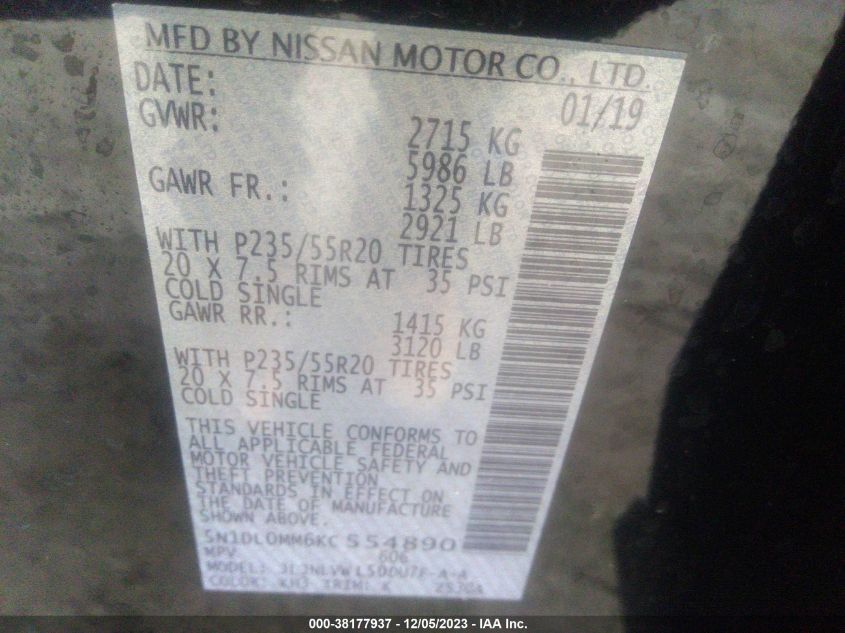 MFD BY NISSAN MOTOR CO., LTD.
DATE: 01/19
GVWR: 2715 KG
5986 LB
GAWR FR.: 1325 KG
2921 LB
WITH P235/55R20 TIRES
20 X 7.5 RIMS AT 35 PSI
COLD SINGLE
GAWR RR.: 1415 KG
3120 LB
WITH P235/55R20 TIRES
20 X 7.5 RIMS AT 35 PSI
COLD SINGLE
THIS VEHICLE CONFORMS TO
ALL APPLICABLE FEDERAL
MOTOR VEHICLE SAFETY AND
THEFT PREVENTION
STANDARDS IN EFFECT ON
THE DATE OF MANUFACTURE
SHOWN ABOVE.
5N1DL0MM6KC554890
MPV 606
MODEL:
COLOR: KH3 TRIM: K
000-38177937 - 12/05/2023 - IAA Inc.